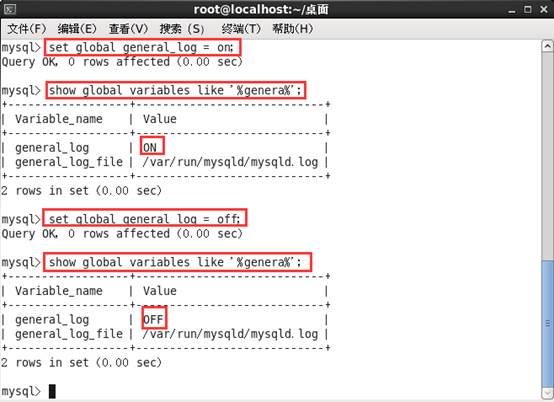 root@localhost:~/桌面
文件(F) 编辑(E) 查看(V) 搜索 (S) 终端(T) 帮助(H)
mysql> set global general_log = on;
Query OK, 0 rows affected (0.00 sec)
mysql> show global variables like '%genera%';
+------------------+----------------------------+
| Variable_name | Value |
+------------------+----------------------------+
| general_log | ON |
| general_log_file | /var/run/mysqld/mysqld.log |
+------------------+----------------------------+
2 rows in set (0.00 sec)
mysql> set global general log = off;
Query OK, 0 rows affected (0.00 sec)
mysql> show global variables like '%genera%';
+------------------+----------------------------+
| Variable_name | Value |
+------------------+----------------------------+
| general_log | OFF |
| general_log_file | /var/run/mysqld/mysqld.log |
+------------------+----------------------------+
2 rows in set (0.00 sec)
mysql>